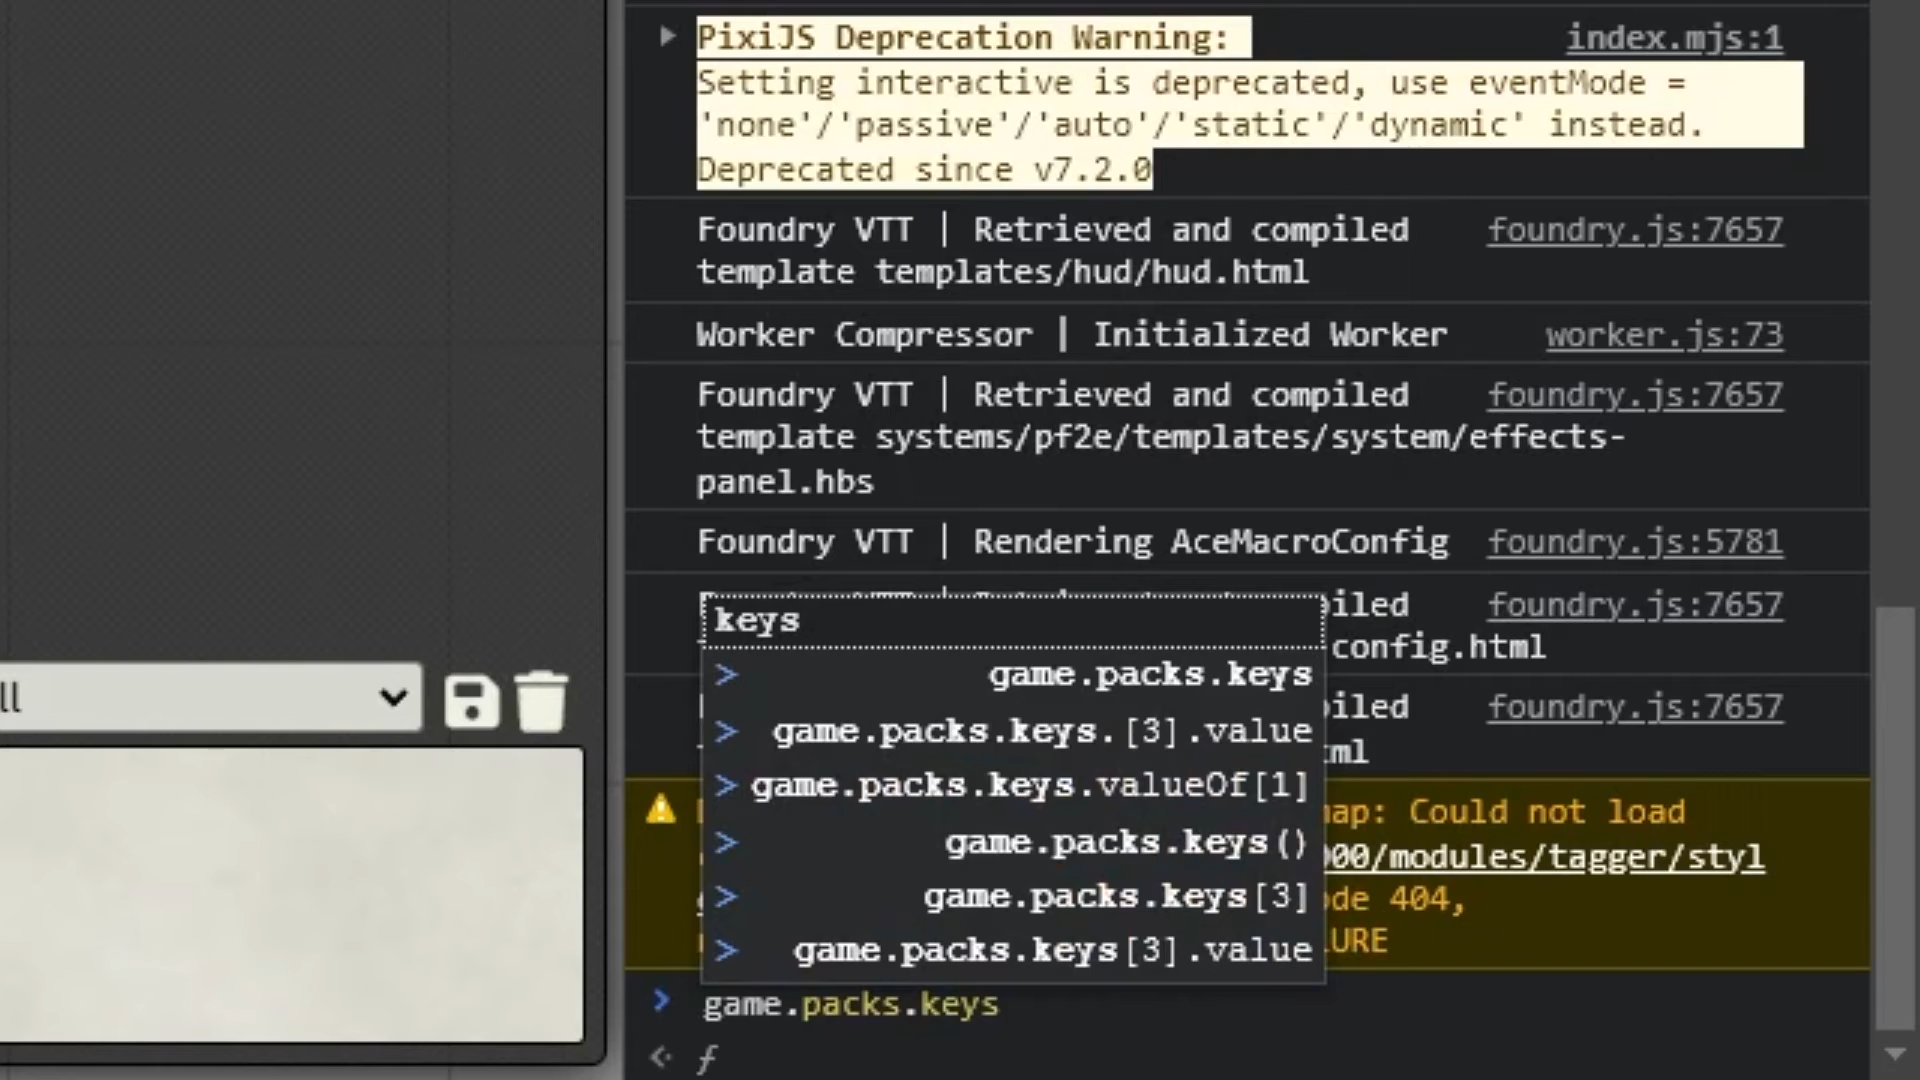 PixiJS Deprecation Warning: index.mjs:1
Setting interactive is deprecated, use eventMode =
'none'/'passive'/'auto'/'static'/'dynamic' instead.
Deprecated since v7.2.0
Foundry VTT | Retrieved and compiled foundry.js:7657
template templates/hud/hud.html
Worker Compressor | Initialized Worker worker.js:73
Foundry VTT | Retrieved and compiled foundry.js:7657
template systems/pf2e/templates/system/effects-
panel.hbs
Foundry VTT | Rendering AceMacroConfig foundry.js:5781
iled foundry.js:7657
config.html
iled foundry.js:7657
ml
ap: Could not load
00/modules/tagger/styl
de 404,
URE
keys
> game.packs.keys
> game.packs.keys.[3].value
> game.packs.keys.valueOf[1]
> game.packs.keys()
> game.packs.keys[3]
> game.packs.keys[3].value
> game.packs.keys
ƒ
ll